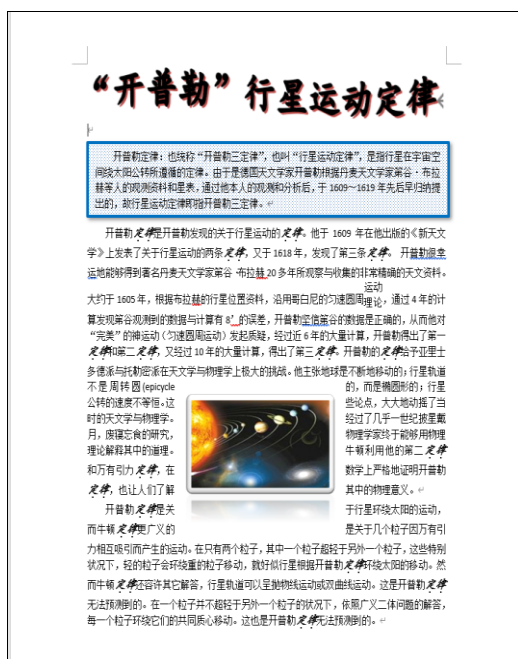 “开普勒”行星运动定律
开普勒定律：也统称“开普勒三定律”，也叫“行星运动定律”，是指行星在宇宙空
间绕太阳公转所遵循的定律。由于是德国天文学家开普勒根据丹麦天文学家第谷·布拉
赫等人的观测资料和星表，通过他本人的观测和分析后，于 1609～1619 年先后早归纳提
出的，故行星运动定律即指开普勒三定律。
开普勒定律是开普勒发现的关于行星运动的定律。他于 1609 年在他出版的《新天文
学》上发表了关于行星运动的两条定律，又于 1618 年，发现了第三条定律。 开普勒很幸
运地能够得到著名丹麦天文学家第谷·布拉赫 20 多年所观察与收集的非常精确的天文资料。
大约于 1605 年，根据布拉赫的行星位置资料，沿用哥白尼的匀速圆周运动理论，通过 4 年的计
算发现第谷观测到的数据与计算有 8’的误差，开普勒坚信第谷的数据是正确的，从而他对
“完美”的神运动（匀速圆周运动）发起质疑，经过近 6 年的大量计算，开普勒得出了第一
定律和第二定律，又经过 10 年的大量计算，得出了第三定律。开普勒的定律给予亚里士
多德派与托勒密派在天文学与物理学上极大的挑战。他主张地球是不断地移动的；行星轨道
不是周转圆(epicycle 的，而是椭圆形的；行星
公转的速度不等恒。这些论点，大大地动摇了当
时的天文学与物理学。经过了几乎一世纪披星戴
月，废寝忘食的研究，物理学家终于能够用物理
理论解释其中的道理。牛顿利用他的第二定律
和万有引力定律，在数学上严格地证明开普勒
定律，也让人们了解其中的物理意义。
开普勒定律是关于行星环绕太阳的运动，
而牛顿定律更广义的是关于几个粒子因万有引
力相互吸引而产生的运动。在只有两个粒子，其中一个粒子超轻于另外一个粒子，这些特别
状况下，轻的粒子会环绕重的粒子移动，就好似行星根据开普勒定律环绕太阳的移动。然
而牛顿定律还容许其它解答，行星轨道可以呈抛物线运动或双曲线运动。这是开普勒定律
无法预测到的。在一个粒子并不超轻于另外一个粒子的状况下，依照广义二体问题的解答，
每一个粒子环绕它们的共同质心移动。这也是开普勒定律无法预测到的。